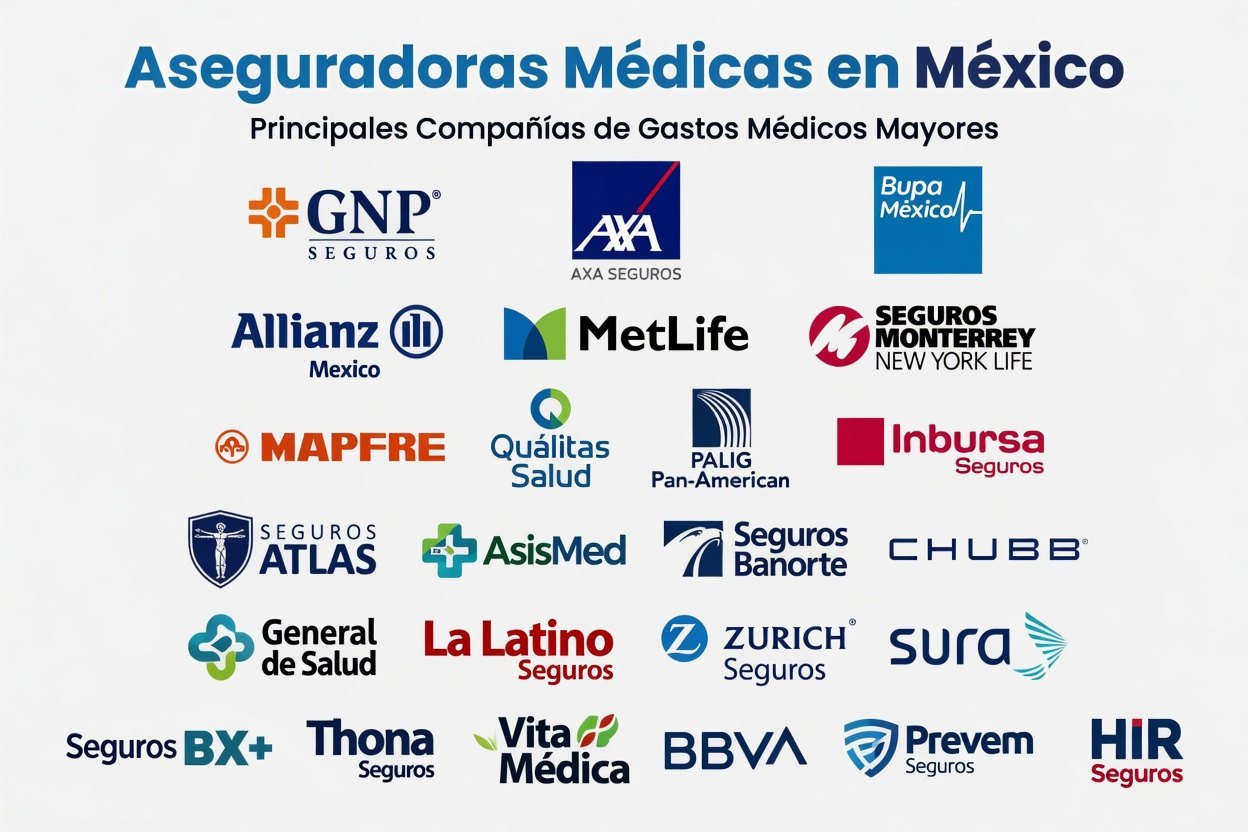 Aseguradoras Médicas en México
Principales Compañías de Gastos Médicos Mayores
GNP®
SEGUROS
AXA
AXA SEGUROS
Bupa
México
Allianz
Mexico
MetLife
SEGUROS
MONTERREY
NEW YORK LIFE
MAPFRE
Quálitas
Salud
PALIG
Pan-American
Inbursa
Seguros
SEGUROS
ATLAS
AsisMed
Seguros
Banorte
CHUBB®
General
de Salud
La Latino
Seguros
Z ZURICH®
Seguros
sura
Seguros BX+
Thona
Seguros
Vita
Médica
BBVA
Prevem
Seguros
HiR
Seguros